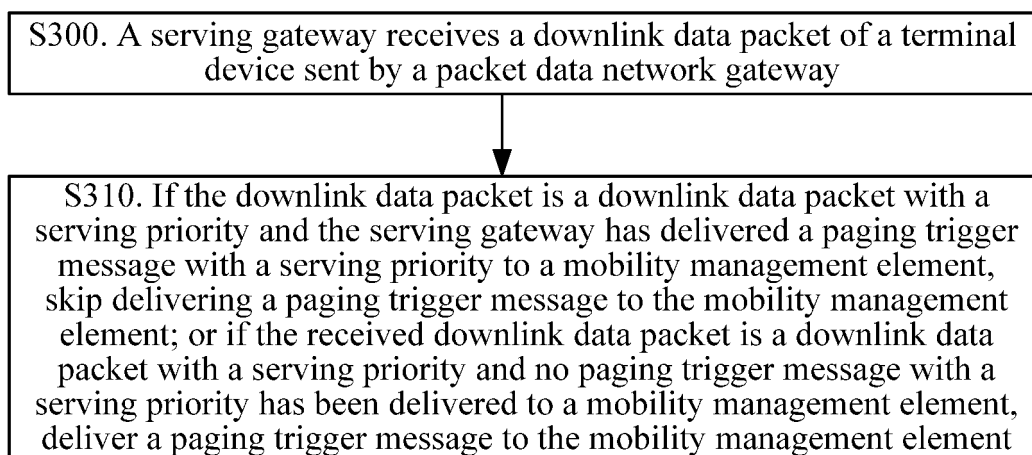 S300. A serving gateway receives a downlink data packet of a terminal
device sent by a packet data network gateway
S310. If the downlink data packet is a downlink data packet with a
serving priority and the serving gateway has delivered a paging trigger
message with a serving priority to a mobility management element,
skip delivering a paging trigger message to the mobility management
element; or if the received downlink data packet is a downlink data
packet with a serving priority and no paging trigger message with a
serving priority has been delivered to a mobility management element,
deliver a paging trigger message to the mobility management element